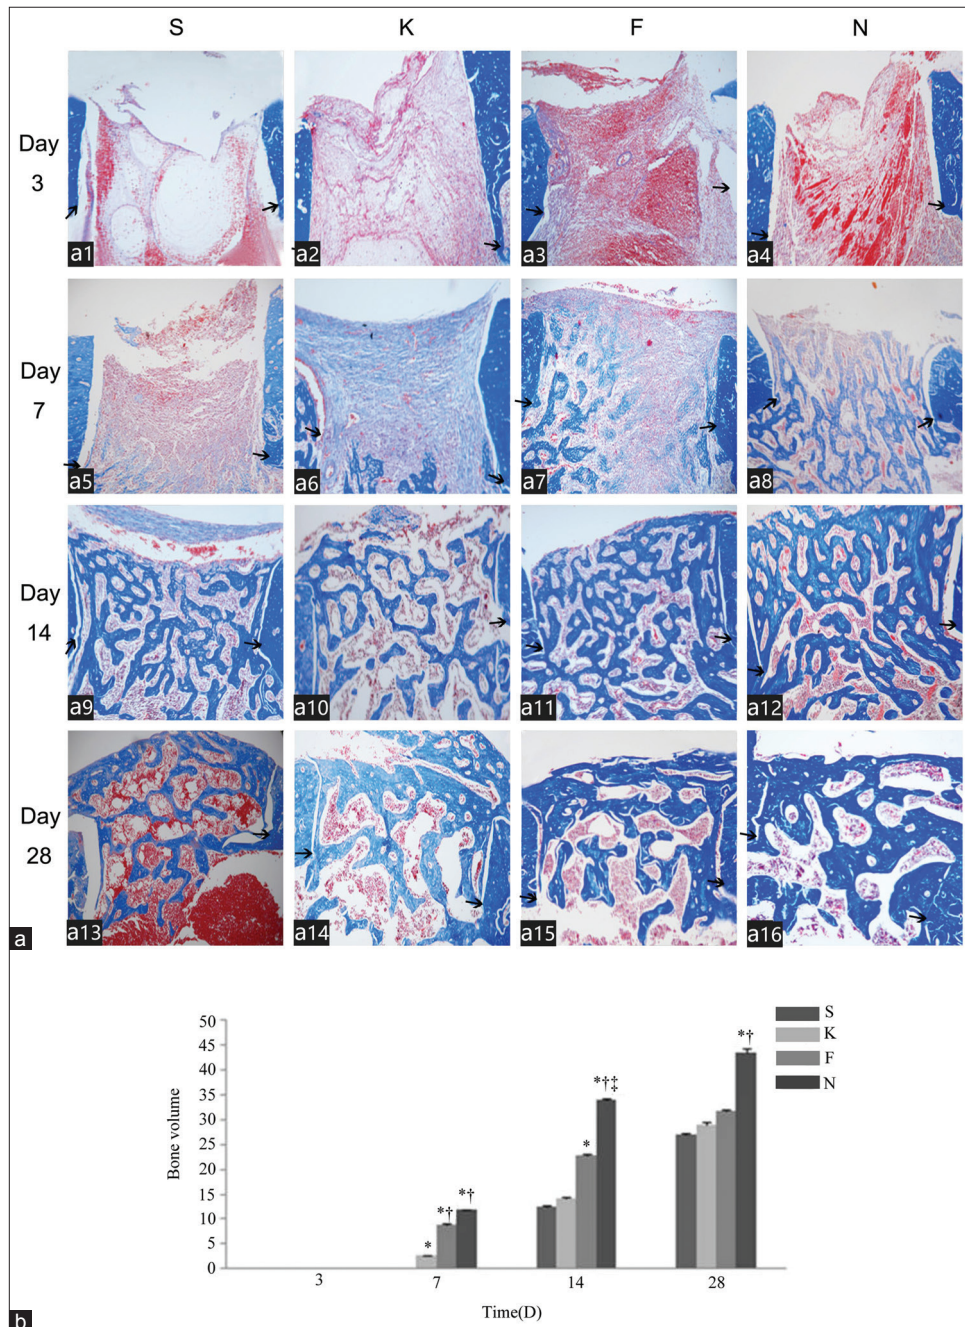 S K F N
Day
3
a1 a2 a3 a4
Day
7
a5 a6 a7 a8
Day
14
a9 a10 a11 a12
Day
28
a13 a14 a15 a16
a
50
45
40
35
30
25
20
15
10
5
0
Bone volume
*
*†
*†
*
*†‡
*†
S
K
F
N
3 7 14 28
Time(D)
b